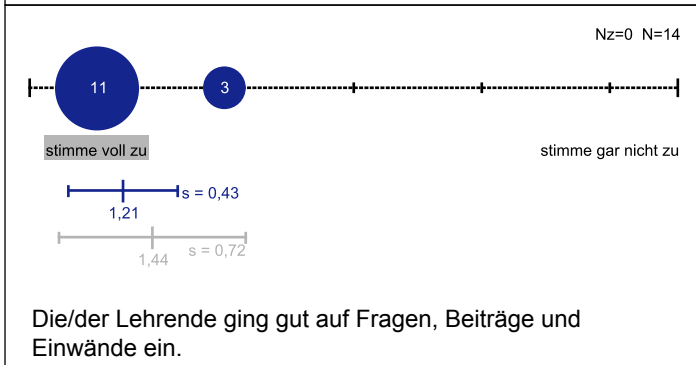 Nz=0 N=14
11 3
stimme voll zu stimme gar nicht zu
s = 0,43
1,21
s = 0,72
1,44
Die/der Lehrende ging gut auf Fragen, Beiträge und
Einwände ein.